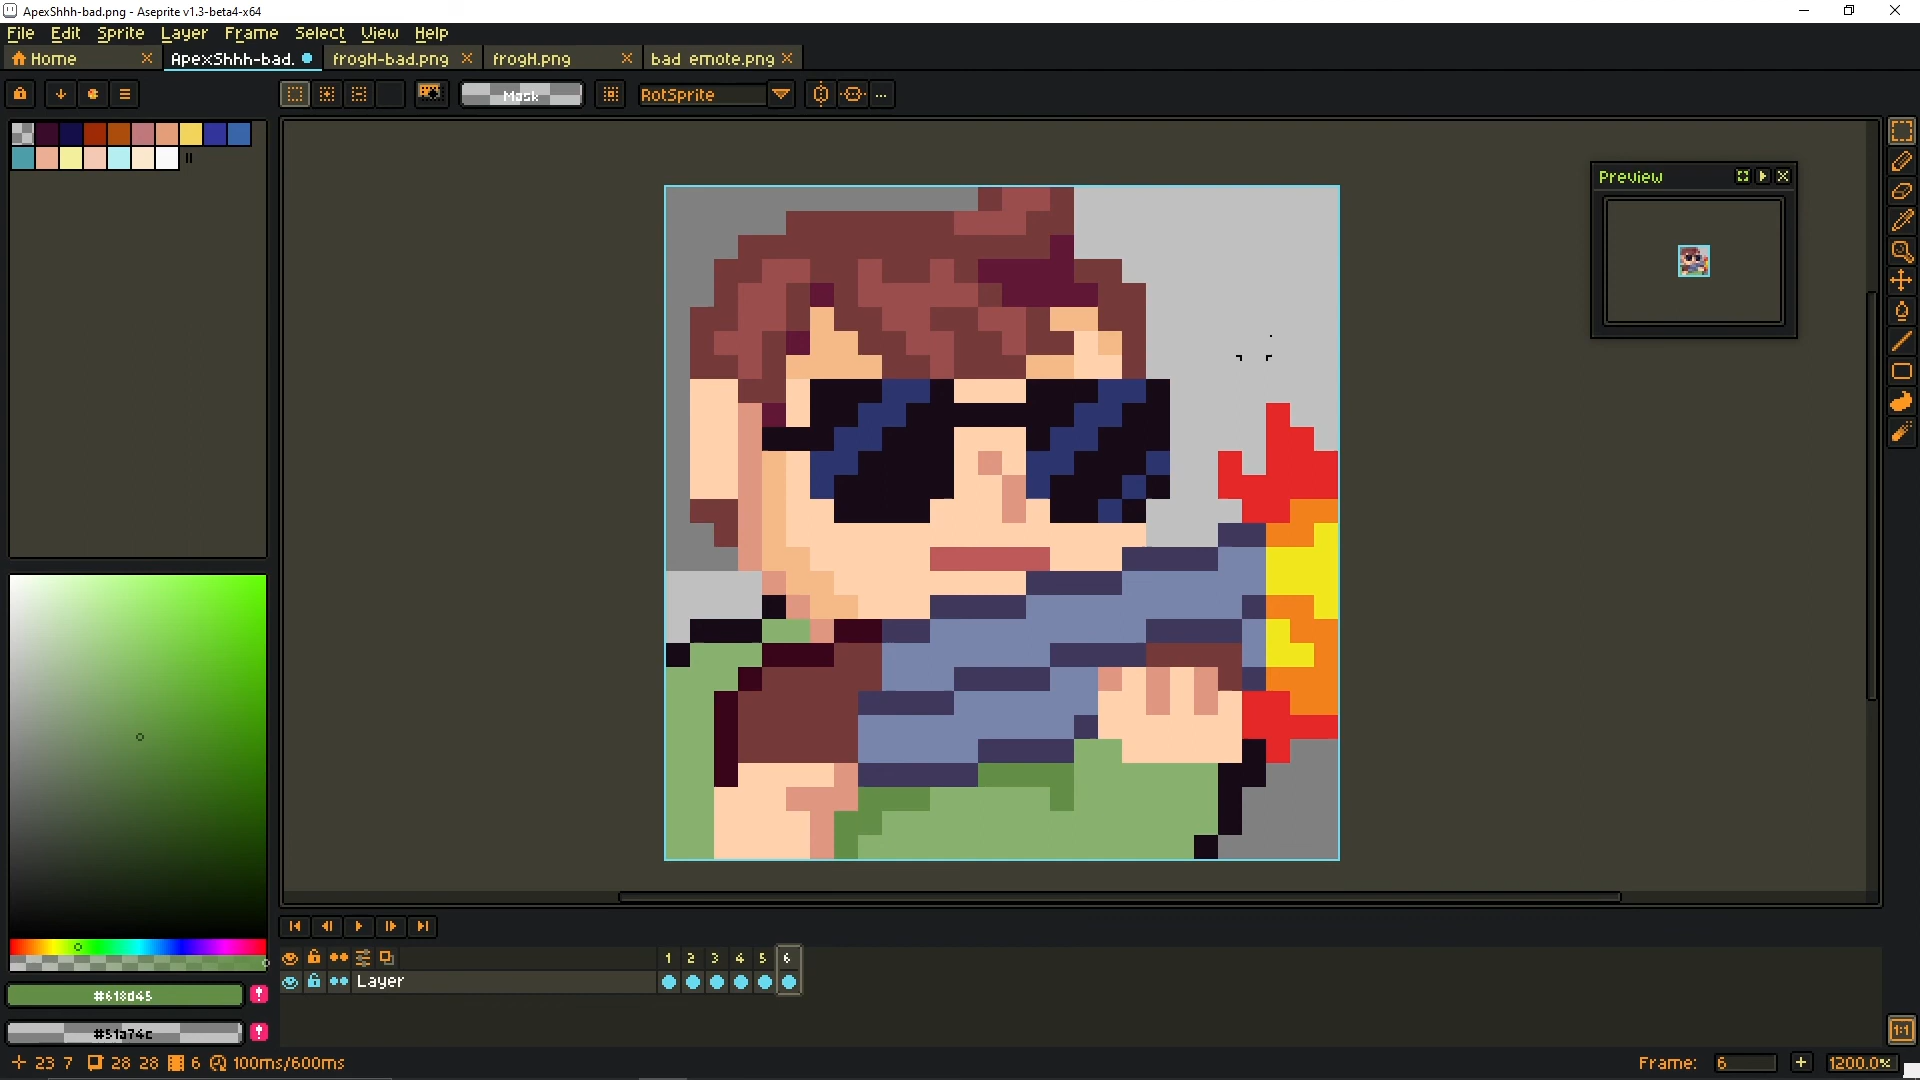 ApexShhh-bad.png - Aseprite v1.3-beta4-x64
File Edit Sprite Layer Frame Select View Help
Home ApexShhh-bad. frogH-bad.png frogH.png bad emote.png
Mask RotSprite ...
Preview
1 2 3 4 5 6
Layer
#618d45
#51a74c
23 7 28 28 6 100ms/600ms Frame: 6 + 1200.0%
1:1